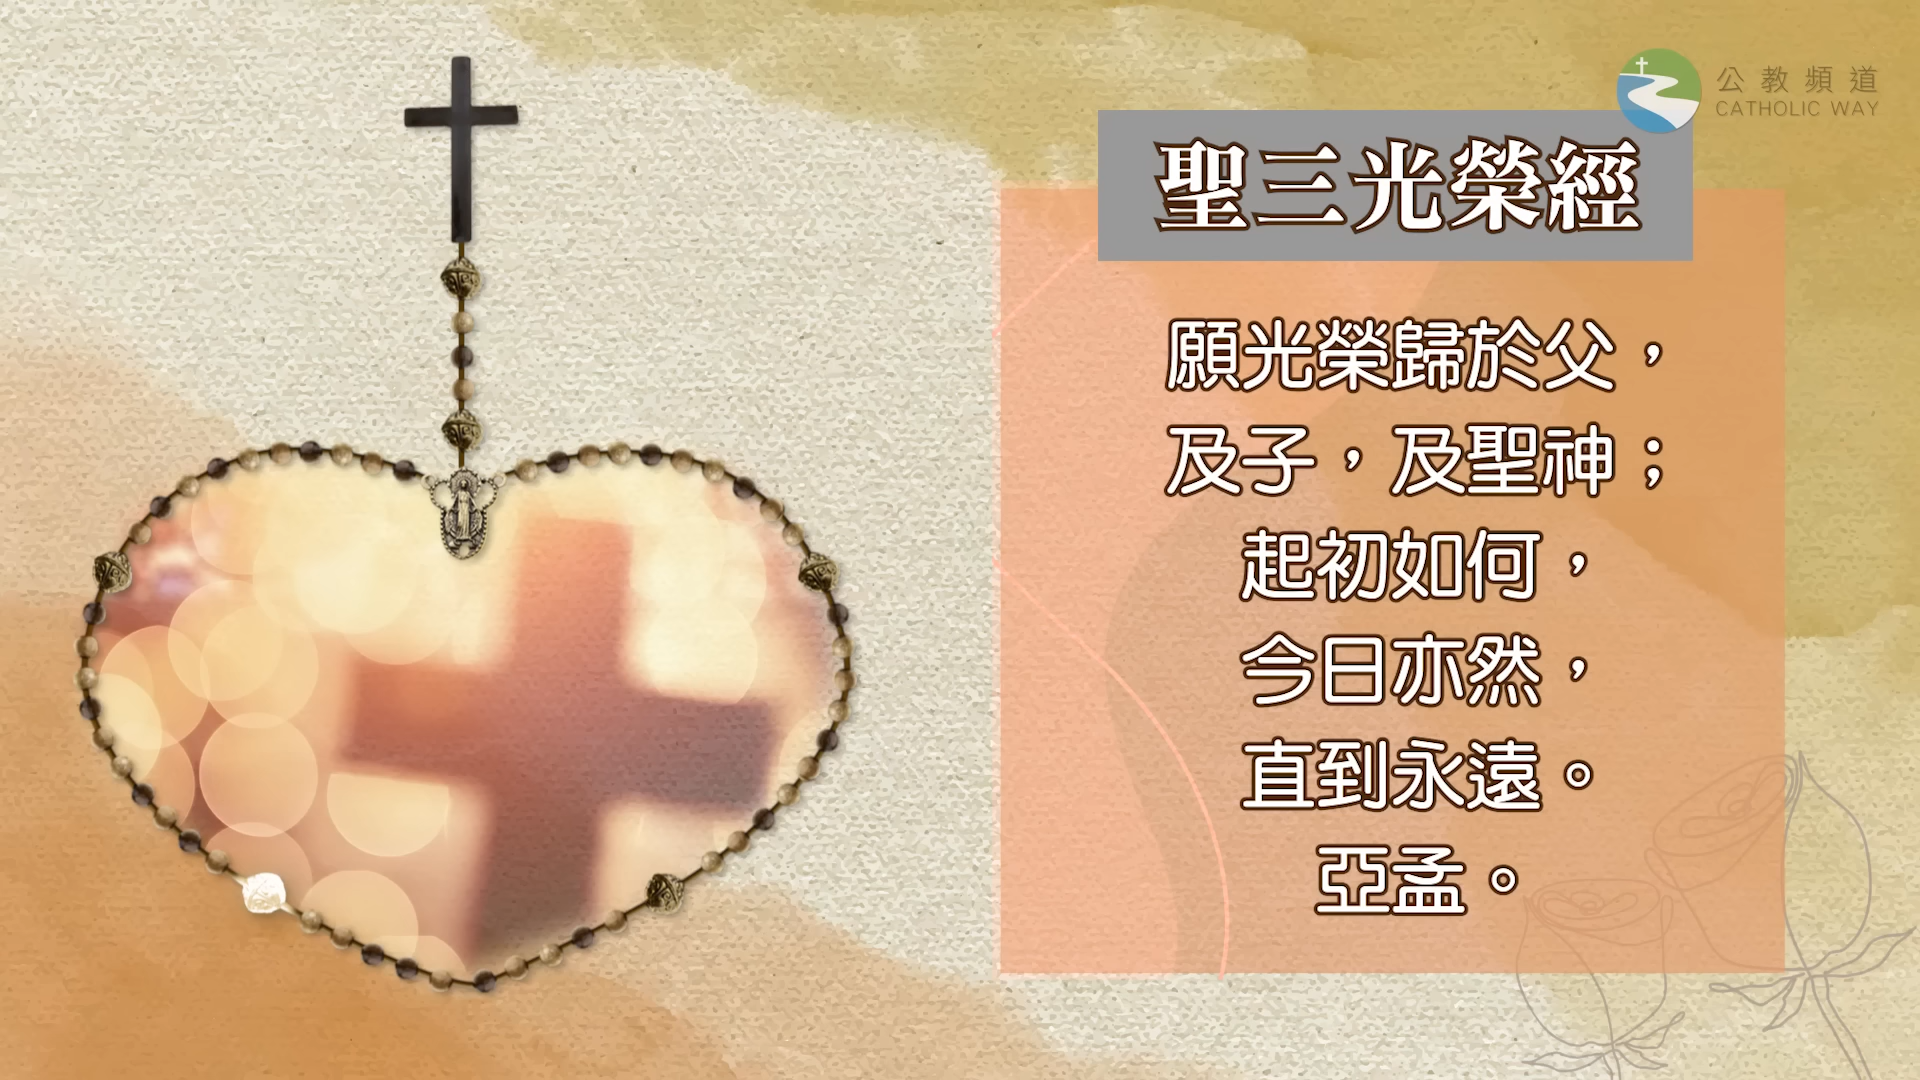 公教頻道
CATHOLIC WAY
聖三光榮經
願光榮歸於父，
及子，及聖神；
起初如何，
今日亦然，
直到永遠。
亞孟。